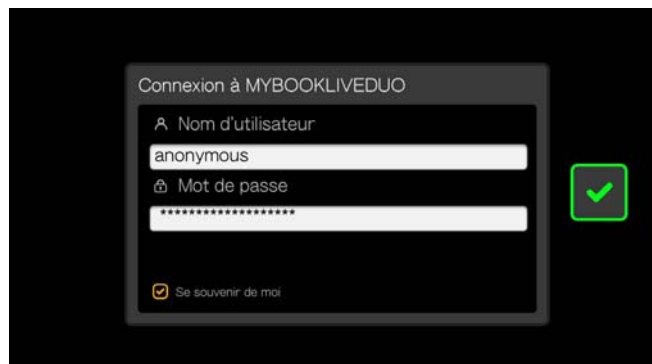 Connexion à MYBOOKLIVEDUO
Nom d'utilisateur
anonymous
Mot de passe
*******************
Se souvenir de moi